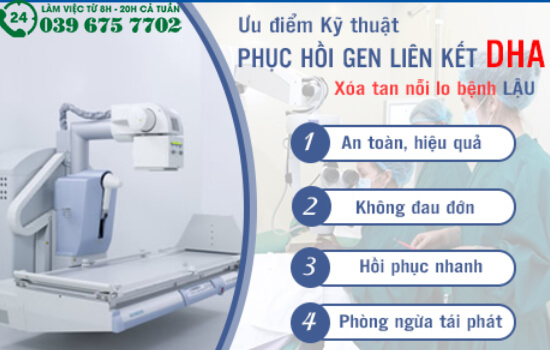 24
LÀM VIỆC TỪ 8H - 20H CẢ TUẦN
039 675 7702
Ưu điểm Kỹ thuật
PHỤC HỒI GEN LIÊN KẾT DHA
Xóa tan nỗi lo bệnh LẬU
1 An toàn, hiệu quả
2 Không đau đớn
3 Hồi phục nhanh
4 Phòng ngừa tái phát